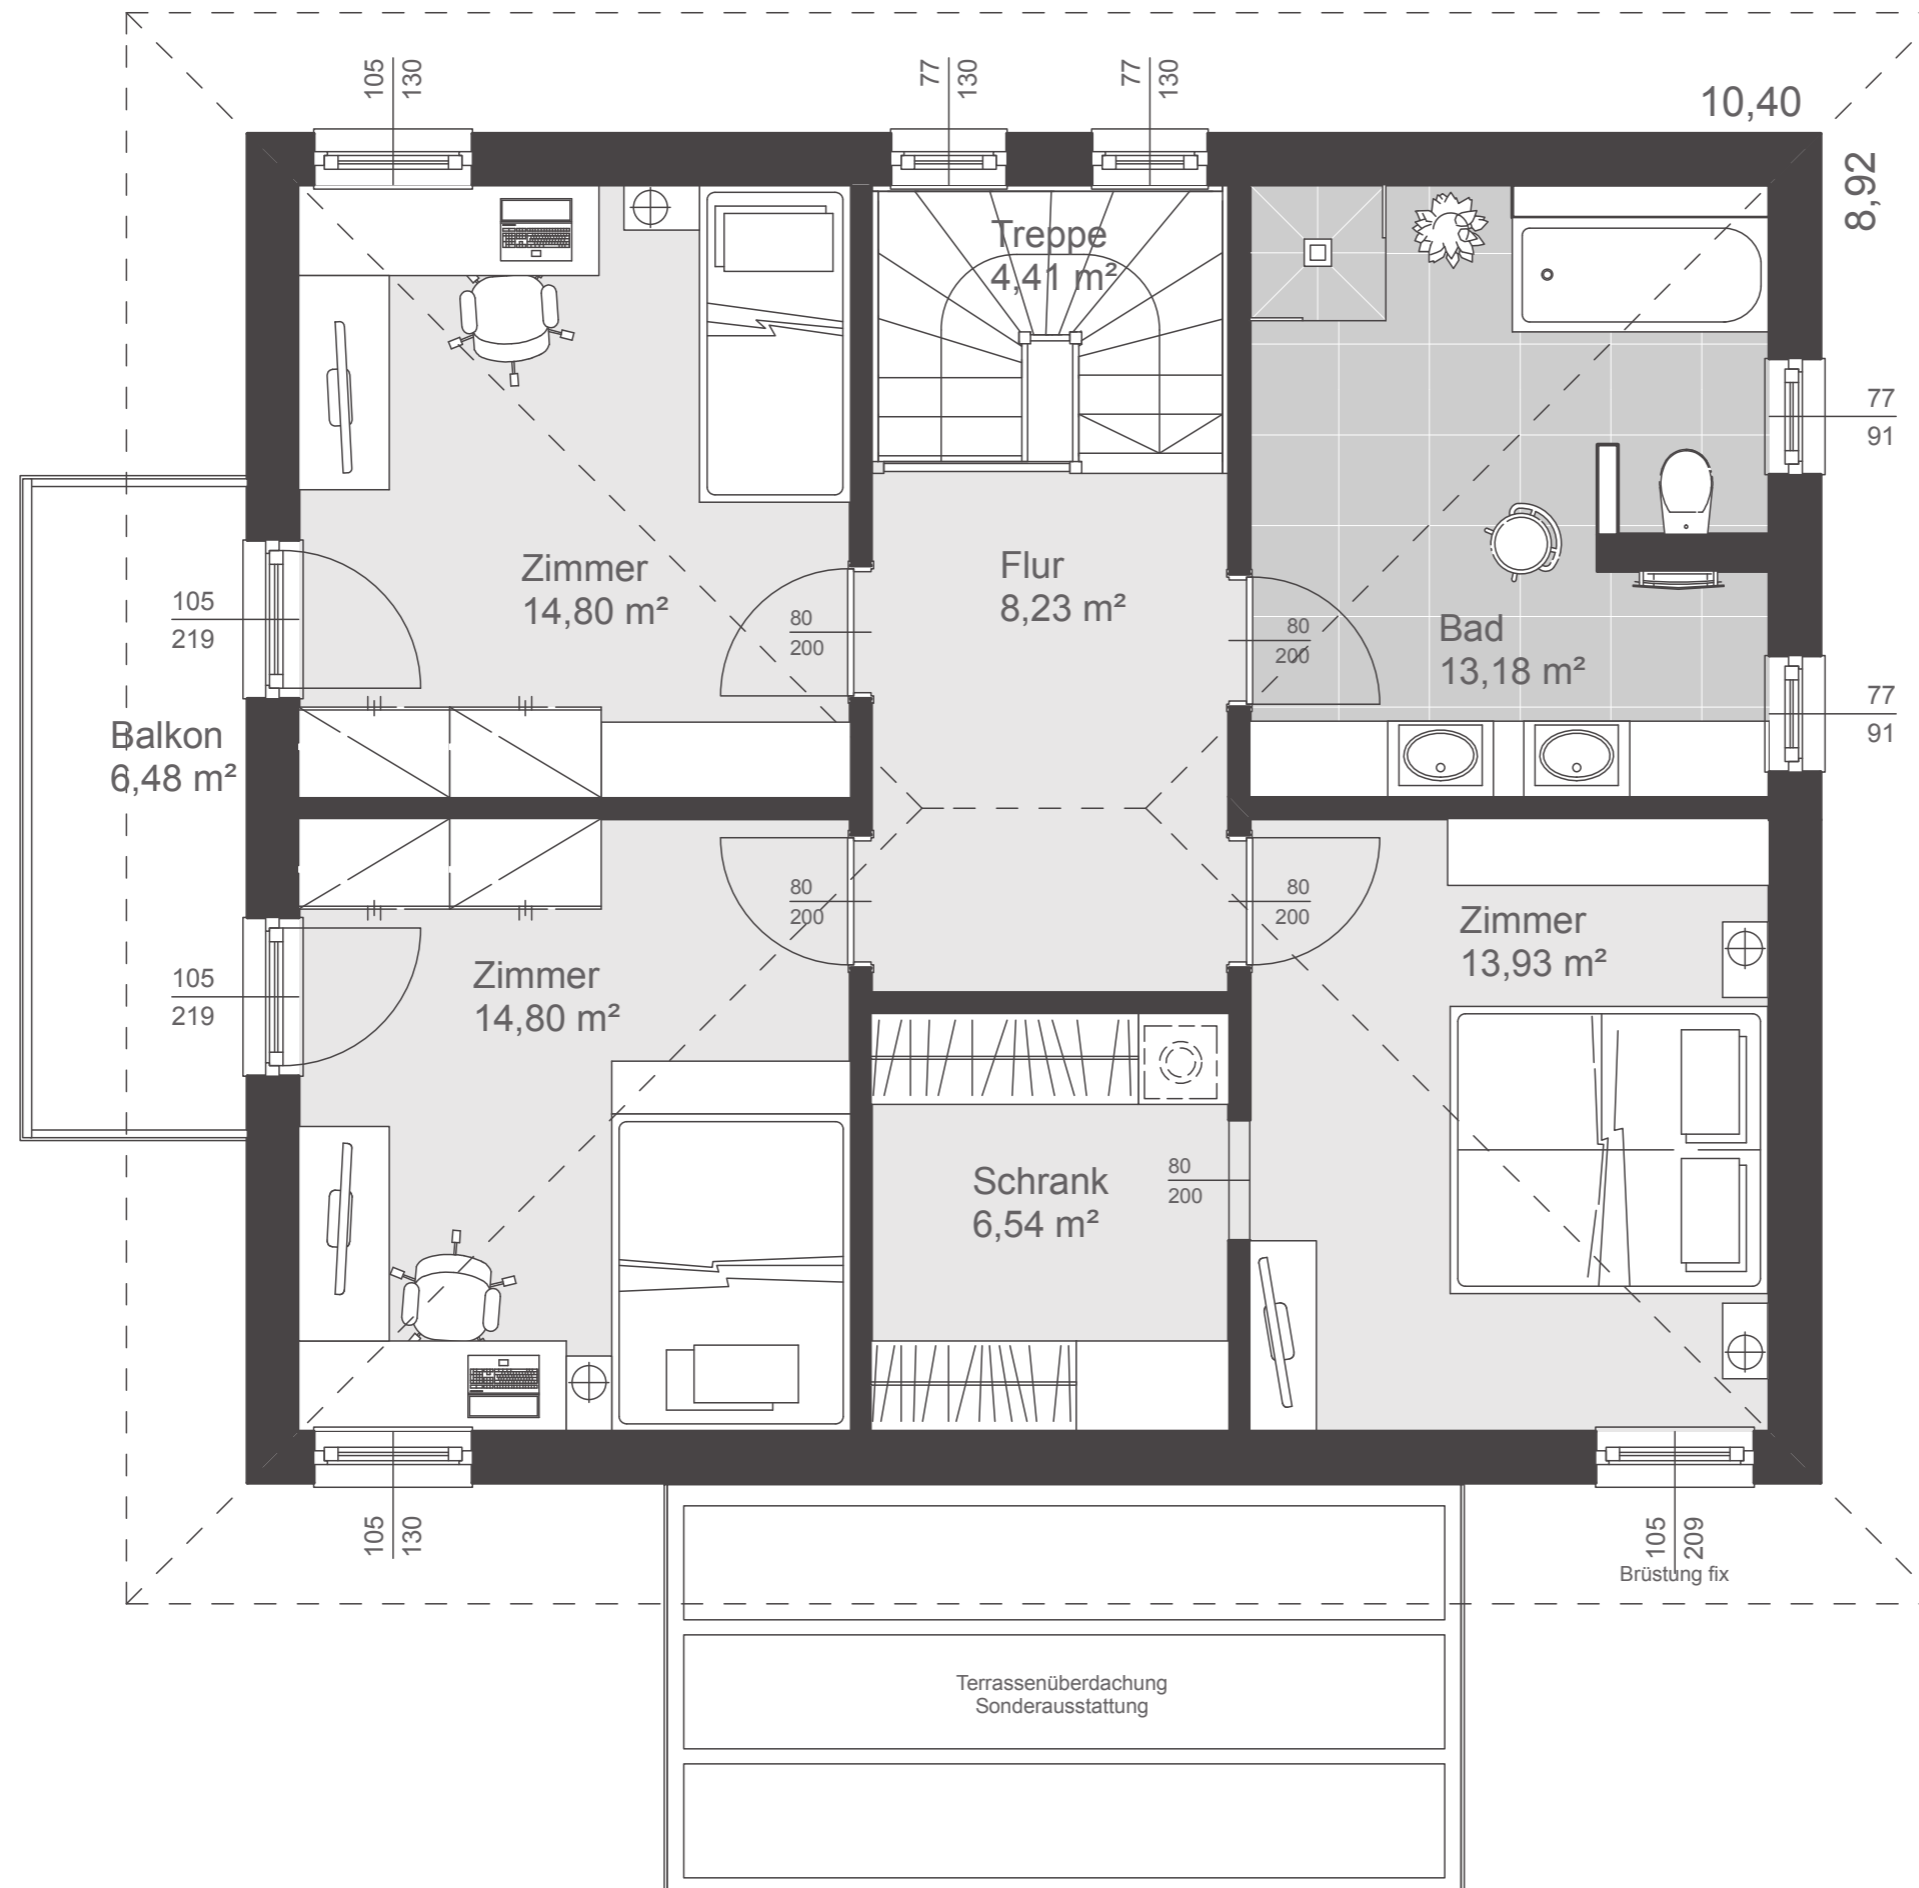 105
130
77
130
77
130
10,40
8,92
Treppe
4,41 m²
77
91
Zimmer
14,80 m²
Flur
8,23 m²
105
219
80
200
80
200
Bad
13,18 m²
77
91
Balkon
6,48 m²
80
200
80
200
Zimmer
13,93 m²
Zimmer
14,80 m²
105
219
Schrank
6,54 m²
80
200
105
130
105
209
Brüstung fix
Terrassenüberdachung
Sonderausstattung